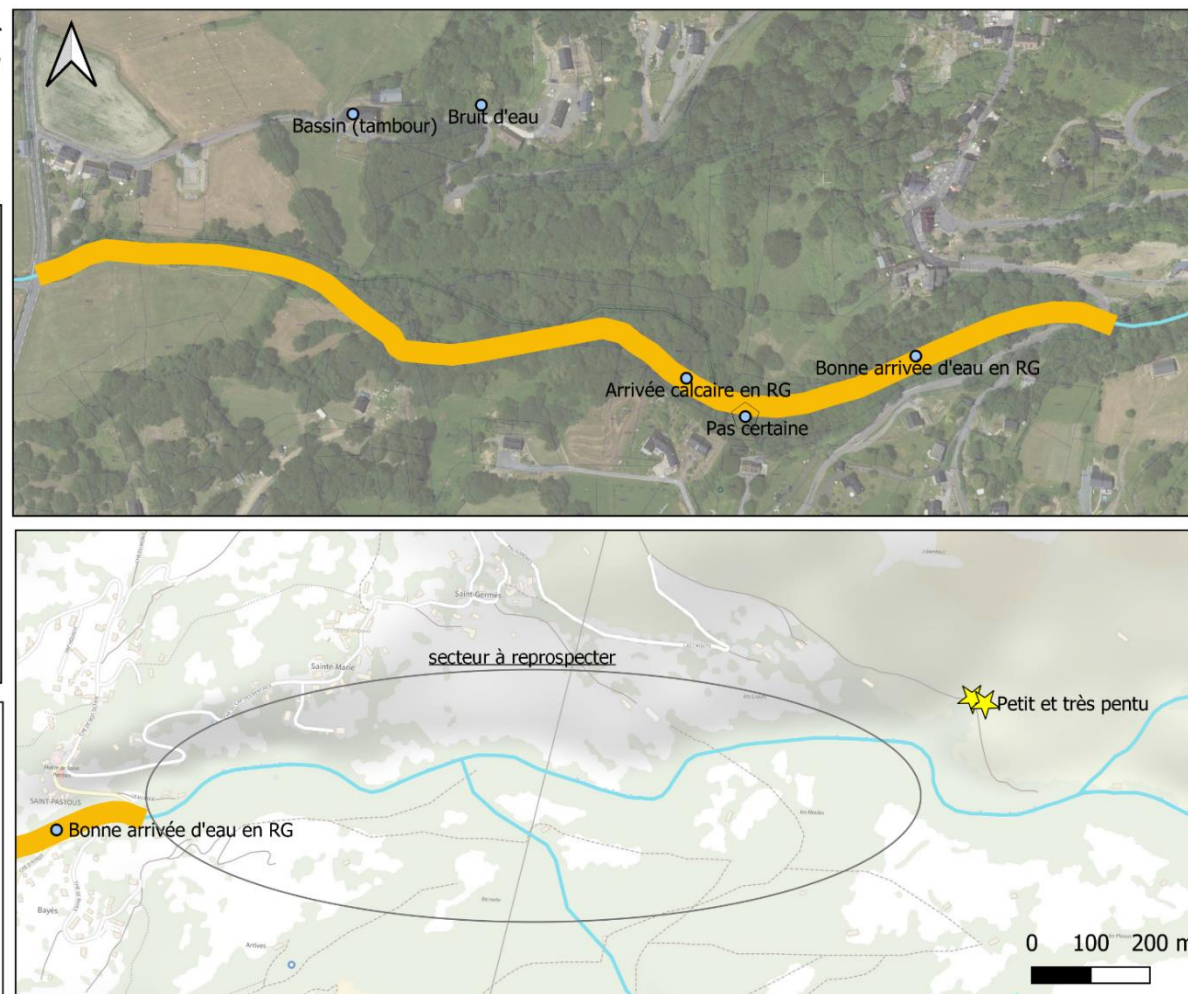 Bassin (tambour)
Bruit d'eau
Bonne arrivée d'eau en RG
Arrivée calcaire en RG
Pas certaine
Saint-Germès
secteur à reprospecter
Sainte-Marie
Petit et très pentu
SAINT-PASTOUS
Bonne arrivée d'eau en RG
Bayès
Arrives
0 100 200 m